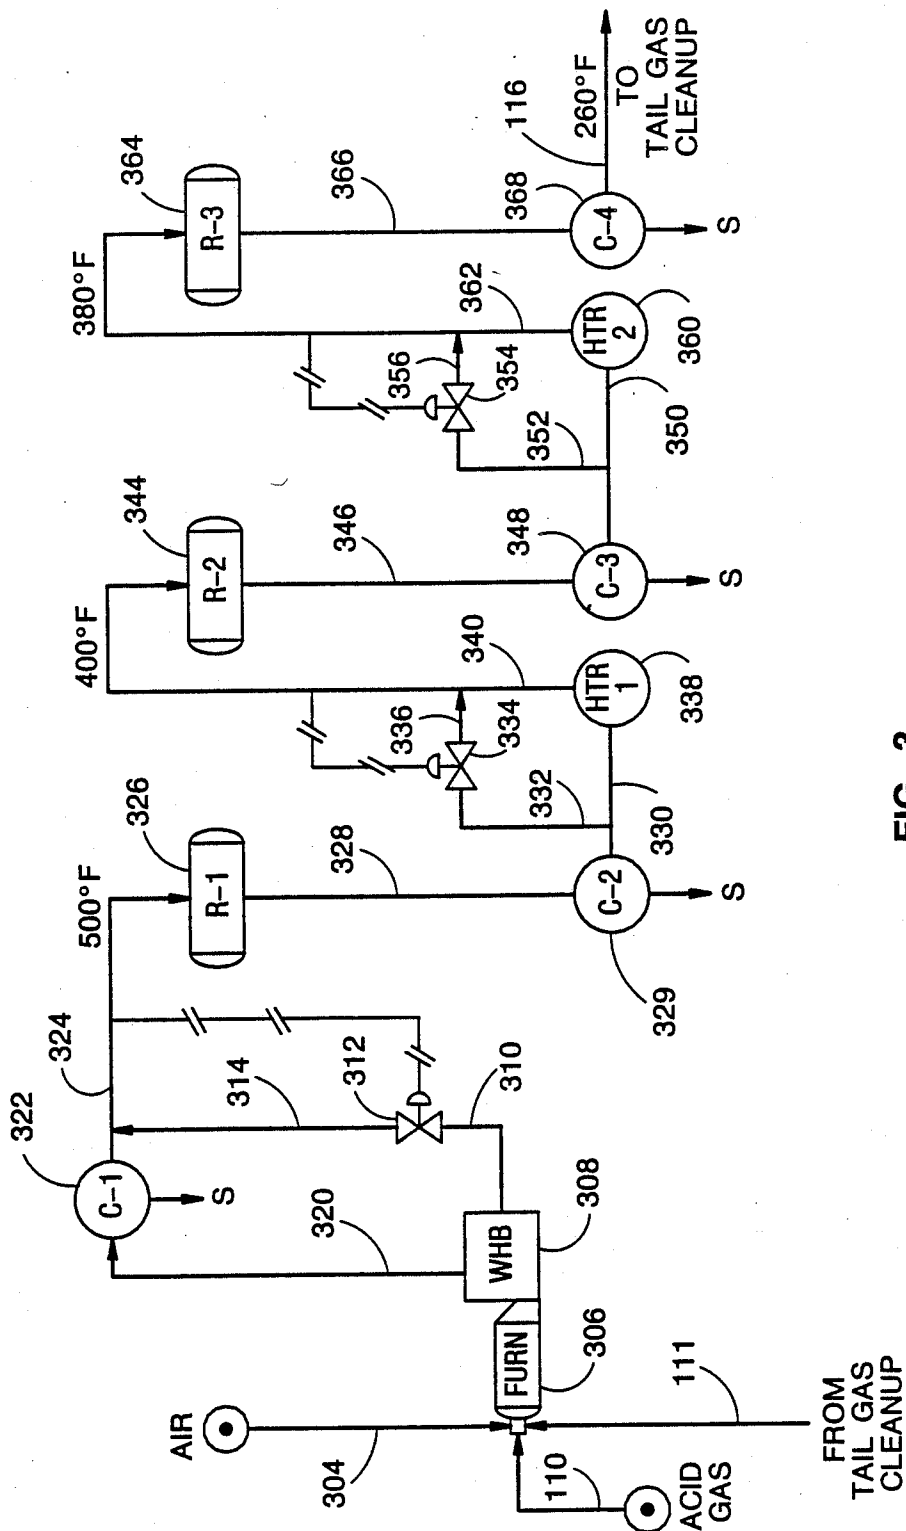 322
324
500°F
400°F
380°F
C-1
326
344
364
AIR
S
R-1
R-2
R-3
314
312
304
320
328
346
366
310
332
336
334
340
352
356
354
362
116
260°F
TO
TAIL GAS
CLEANUP
WHB
FURN
308
306
110
111
C-2
HTR
1
C-3
HTR
2
C-4
348
368
329
330
338
350
360
S
S
S
ACID
GAS
FROM
TAIL GAS
CLEANUP
FIG. 3